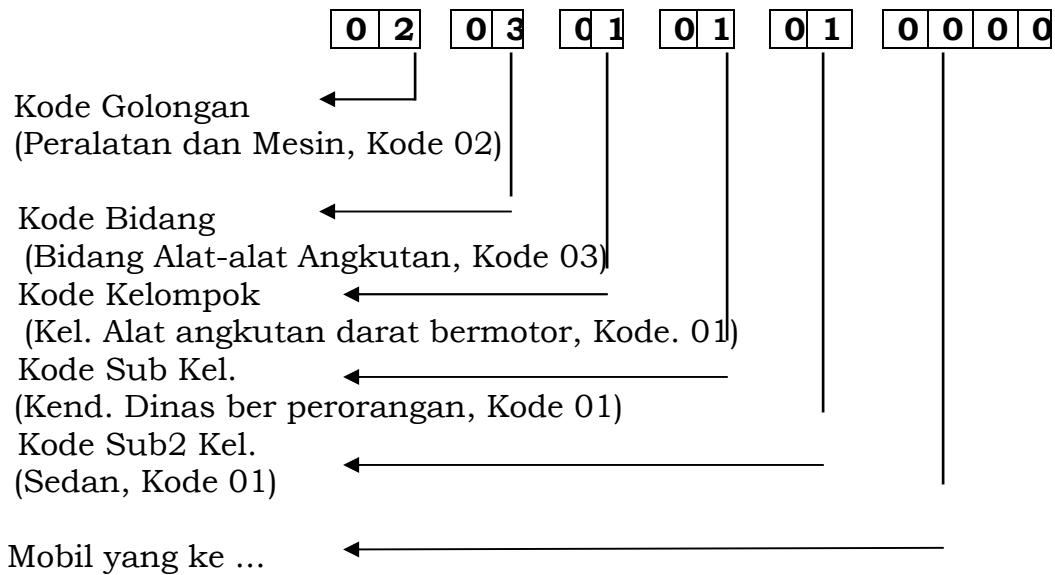 0 2 0 3 0 1 0 1 0 1 0 0 0 0
Kode Golongan
(Peralatan dan Mesin, Kode 02)
Kode Bidang
(Bidang Alat-alat Angkutan, Kode 03)
Kode Kelompok
(Kel. Alat angkutan darat bermotor, Kode. 01)
Kode Sub Kel.
(Kend. Dinas ber perorangan, Kode 01)
Kode Sub2 Kel.
(Sedan, Kode 01)
Mobil yang ke ...